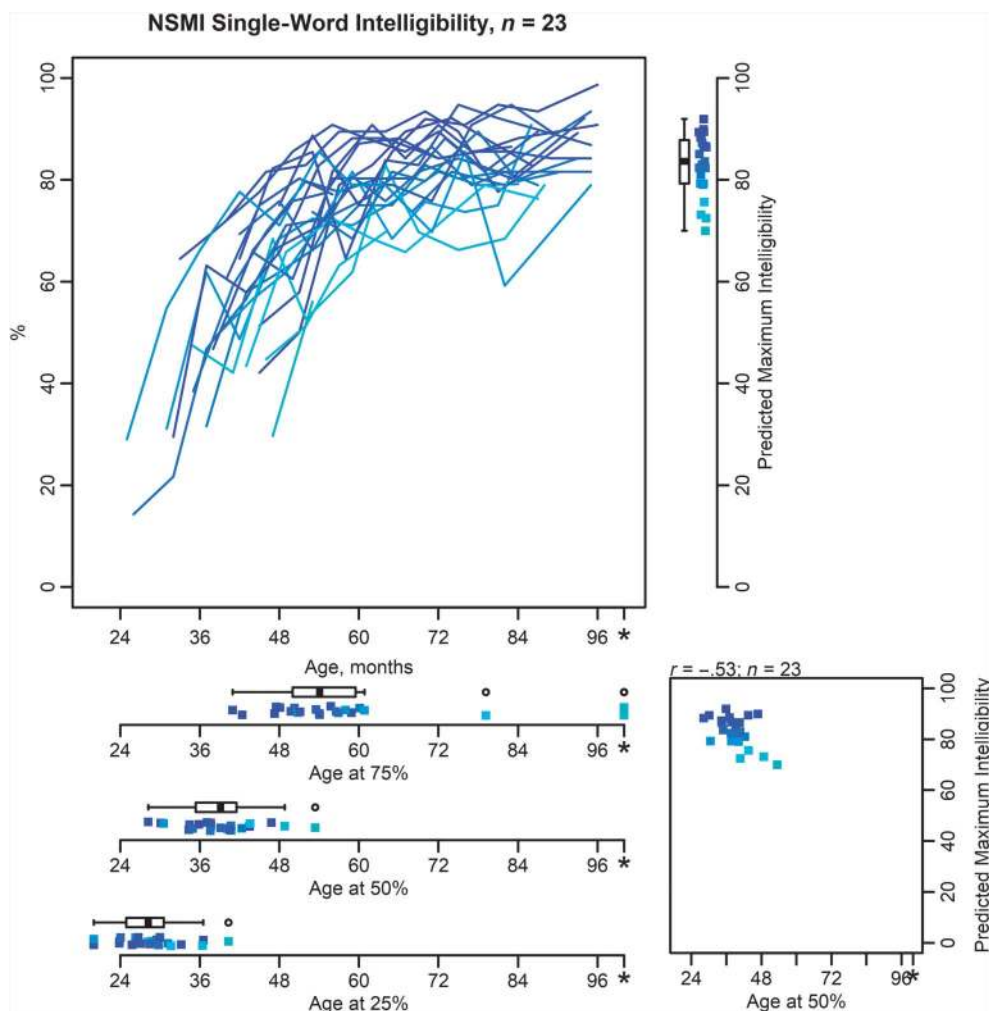 NSMI Single-Word Intelligibility, n = 23
100
80
60
40
20
0
%
24 36 48 60 72 84 96 *
Age, months
100
80
60
40
20
0
Predicted Maximum Intelligibility
24 36 48 60 72 84 96 *
Age at 75%
24 36 48 60 72 84 96 *
Age at 50%
24 36 48 60 72 84 96 *
Age at 25%
r = −.53; n = 23
100
80
60
40
20
0
Predicted Maximum Intelligibility
24 48 72 96 *
Age at 50%